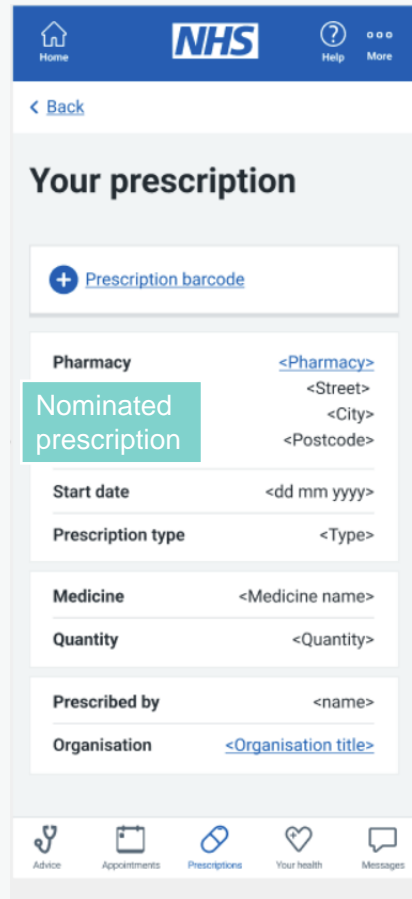 NHS
Home
Help
More
Back
Your prescription
Prescription barcode
Pharmacy <Pharmacy>
<Street>
<City>
<Postcode>
Nominated
prescription
Start date <dd mm yyyy>
Prescription type <Type>
Medicine <Medicine name>
Quantity <Quantity>
Prescribed by <name>
Organisation <Organisation title>
Advice Appointments Prescriptions Your health Messages